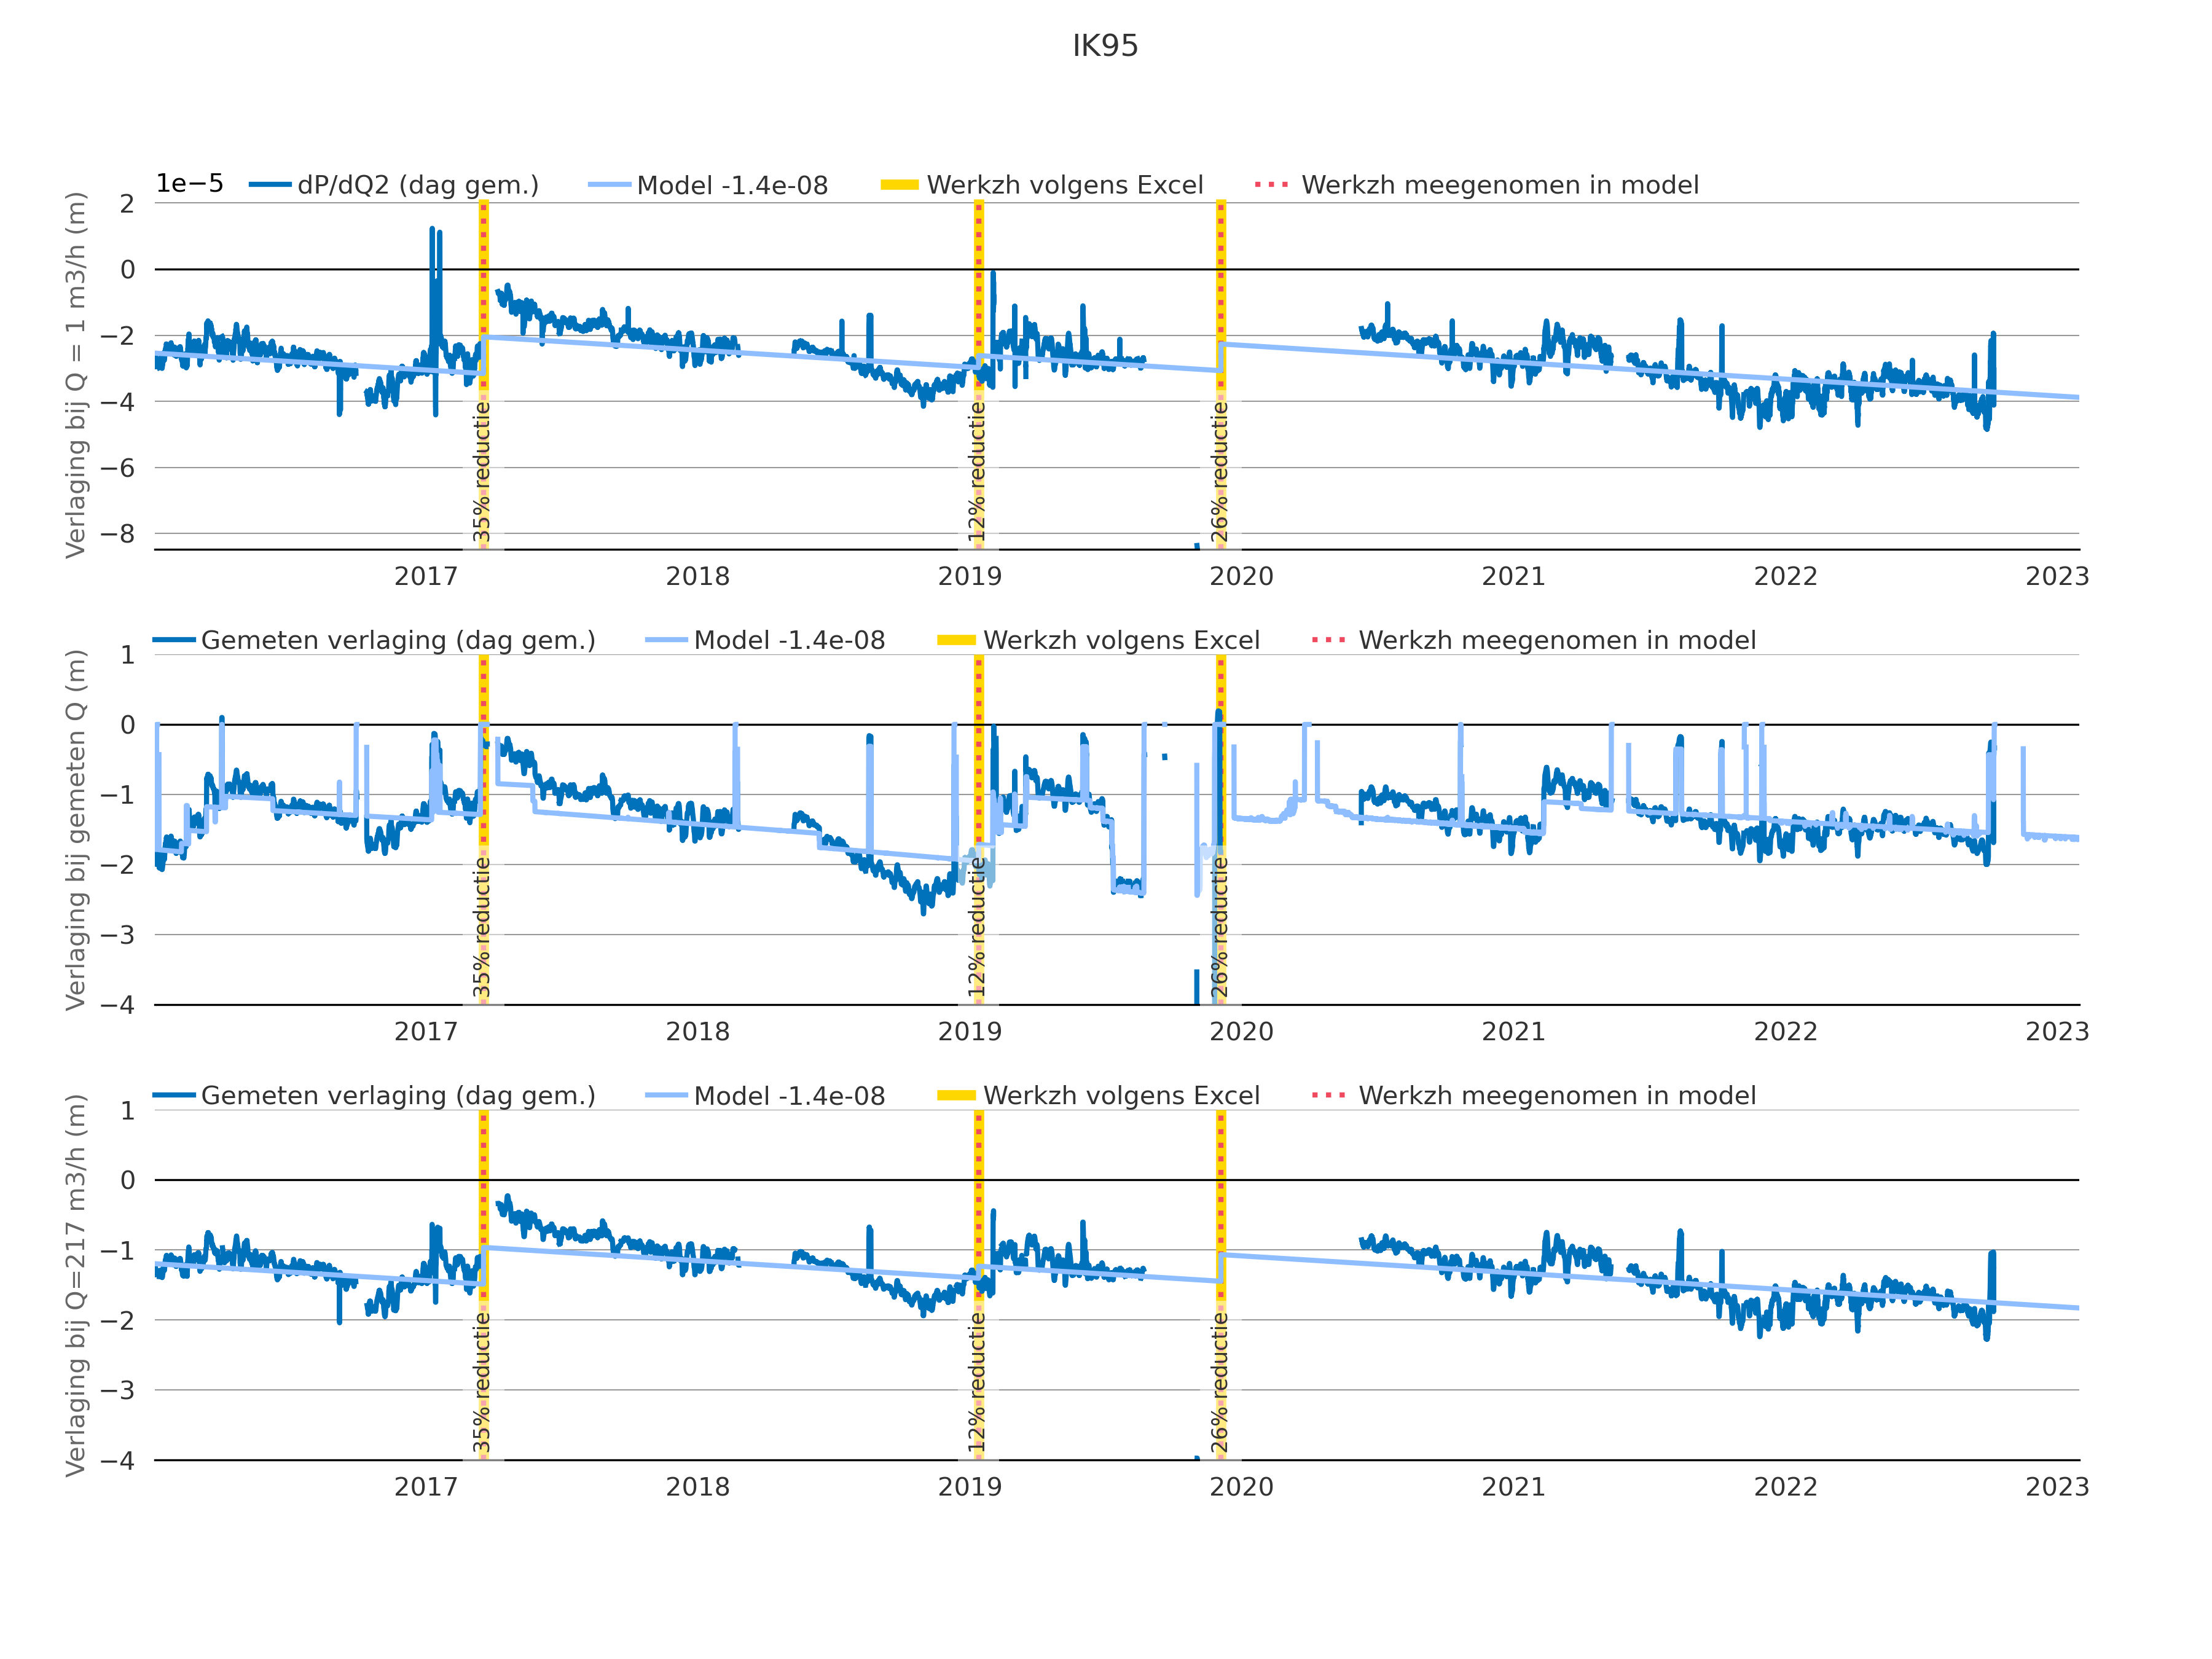 IK95
1e−5
dP/dQ2 (dag gem.) Model -1.4e-08 Werkzh volgens Excel Werkzh meegenomen in model
Verlaging bij Q = 1 m3/h (m)
2
0
−2
−4
−6
−8
35% reductie
12% reductie
26% reductie
2017 2018 2019 2020 2021 2022 2023
Gemeten verlaging (dag gem.) Model -1.4e-08 Werkzh volgens Excel Werkzh meegenomen in model
Verlaging bij gemeten Q (m)
1
0
−1
−2
−3
−4
35% reductie
12% reductie
26% reductie
2017 2018 2019 2020 2021 2022 2023
Gemeten verlaging (dag gem.) Model -1.4e-08 Werkzh volgens Excel Werkzh meegenomen in model
Verlaging bij Q=217 m3/h (m)
1
0
−1
−2
−3
−4
35% reductie
12% reductie
26% reductie
2017 2018 2019 2020 2021 2022 2023